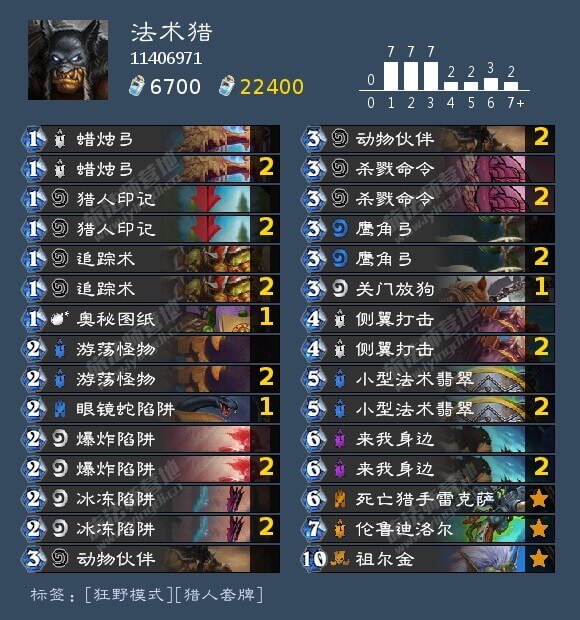 法术猎
11406971
6700 22400
0 7 7 7 2 2 3 2
0 1 2 3 4 5 6 7+
1 蜡烛弓
1 蜡烛弓 2
1 猎人印记
1 猎人印记 2
1 追踪术
1 追踪术 2
1 奥秘图纸 1
2 游荡怪物
2 游荡怪物 2
2 眼镜蛇陷阱 1
2 爆炸陷阱
2 爆炸陷阱 2
2 冰冻陷阱
2 冰冻陷阱 2
3 动物伙伴
3 动物伙伴 2
3 杀戮命令
3 杀戮命令 2
3 鹰角弓
3 鹰角弓 2
3 关门放狗 1
4 侧翼打击
4 侧翼打击 2
5 小型法术翡翠
5 小型法术翡翠 2
6 来我身边
6 来我身边 2
6 死亡猎手雷克萨
7 伦鲁迪洛尔
10 祖尔金
标签：[狂野模式][猎人套牌]